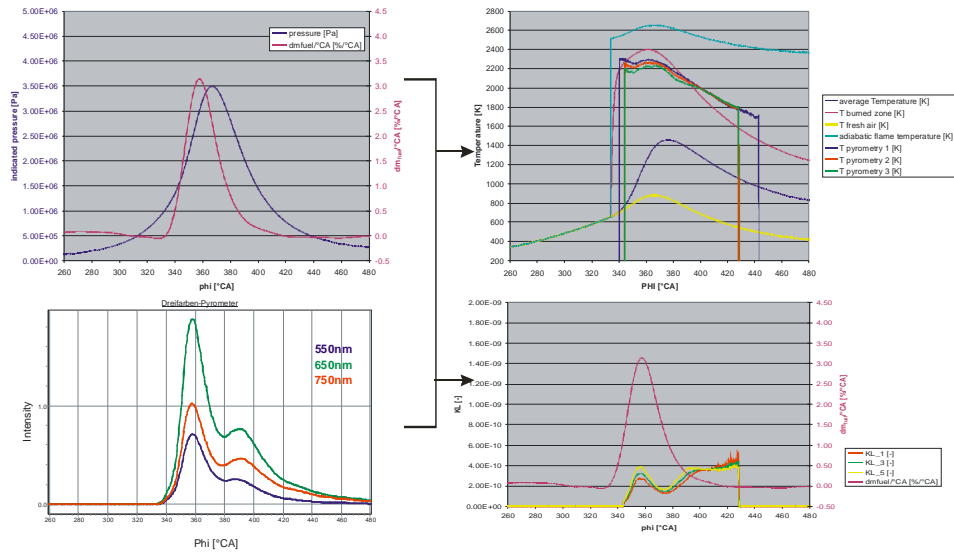 5.00E+06
4.50E+06
4.00E+06
3.50E+06
3.00E+06
2.50E+06
2.00E+06
1.50E+06
1.00E+06
5.00E+05
0.00E+00
indicated pressure [Pa]
pressure [Pa]
dmfuel/°CA [%/°CA]
4.5
4.0
3.5
3.0
2.5
2.0
1.5
1.0
0.5
0.0
-0.5
dm_fuel/°CA [%/°CA]
260 280 300 320 340 360 380 400 420 440 460 480
phi [°CA]
2800
2600
2400
2200
2000
1800
1600
1400
1200
1000
800
600
400
200
Temperature [K]
260 280 300 320 340 360 380 400 420 440 460 480
PHI [°CA]
average Temperature [K]
T burned zone [K]
T fresh air [K]
adiabatic flame temperature [K]
T pyrometry 1 [K]
T pyrometry 2 [K]
T pyrometry 3 [K]
Dreifarben-Pyrometer
550nm
650nm
750nm
1.0
0.0
Intensity
260 280 300 320 340 360 380 400 420 440 460 480
Phi [°CA]
2.00E-09
1.80E-09
1.60E-09
1.40E-09
1.20E-09
1.00E-09
8.00E-10
6.00E-10
4.00E-10
2.00E-10
0.00E+00
KL [-]
4.50
4.00
3.50
3.00
2.50
2.00
1.50
1.00
0.50
0.00
-0.50
dm_fuel/°CA [%/°CA]
260 280 300 320 340 360 380 400 420 440 460 480
phi [°CA]
KL_1 [-]
KL_3 [-]
KL_5 [-]
dmfuel/°CA [%/°CA]